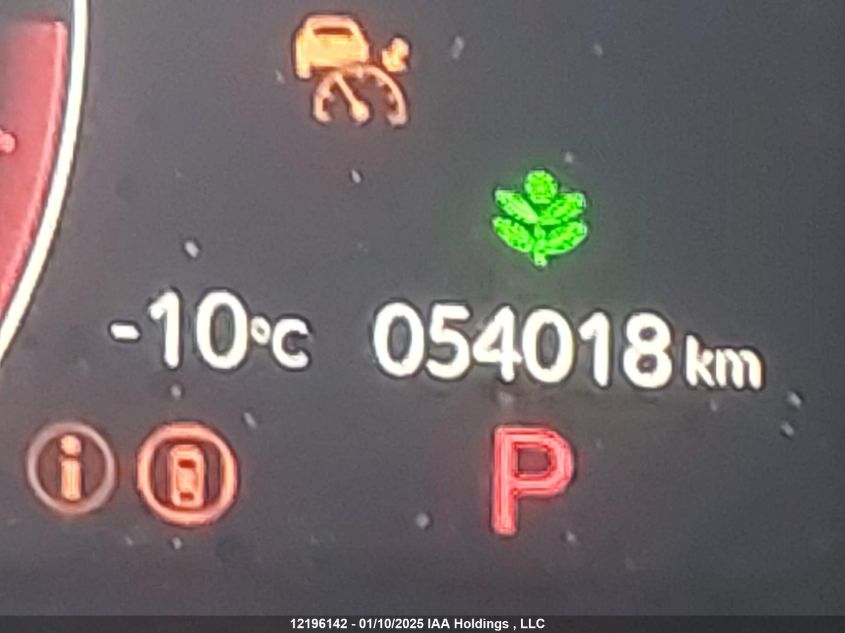 -10°C 054018 km
i P
12196142 - 01/10/2025 IAA Holdings , LLC